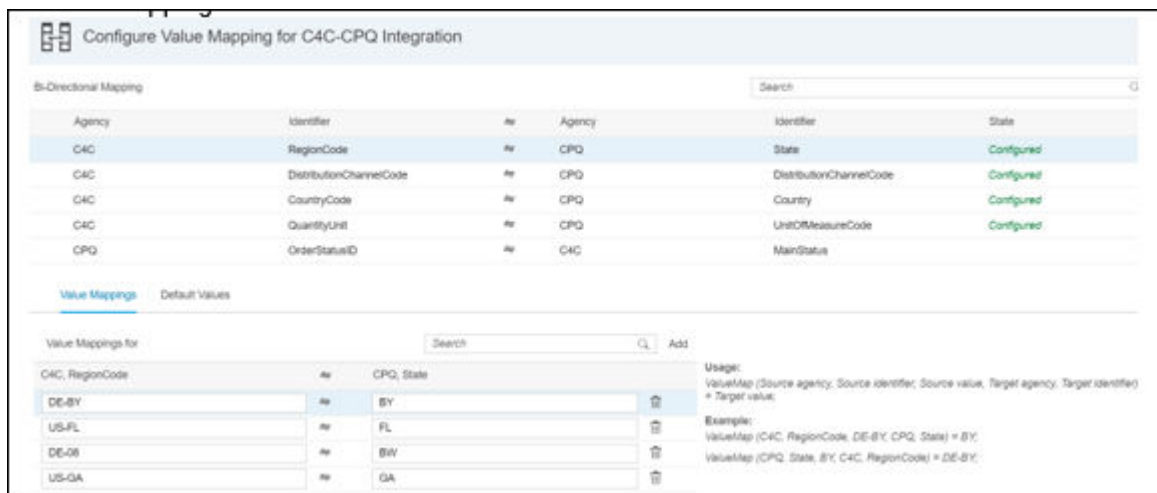 Configure Value Mapping for C4C-CPQ Integration
Bi-Directional Mapping Search
Agency Identifier ⇌ Agency Identifier State
C4C RegionCode ⇌ CPQ State Configured
C4C DistributionChannelCode ⇌ CPQ DistributionChannelCode Configured
C4C CountryCode ⇌ CPQ Country Configured
C4C QuantityUnit ⇌ CPQ UnitOfMeasureCode Configured
CPQ OrderStatusID ⇌ C4C MainStatus
Value Mappings Default Values
Value Mappings for Search Add
C4C, RegionCode ⇌ CPQ, State
DE-BY ⇌ BY
US-FL ⇌ FL
DE-08 ⇌ BW
US-GA ⇌ GA
Usage:
ValueMap (Source agency, Source identifier, Source value, Target agency, Target identifier)
= Target value;
Example:
ValueMap (C4C, RegionCode, DE-BY, CPQ, State) = BY;
ValueMap (CPQ, State, BY, C4C, RegionCode) = DE-BY;